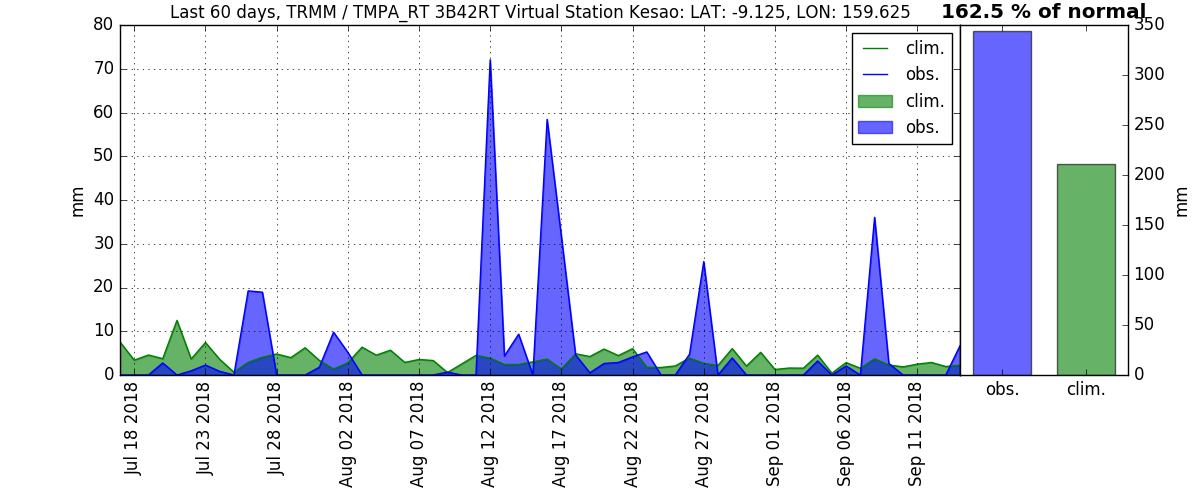 Last 60 days, TRMM / TMPA_RT 3B42RT Virtual Station Kesao: LAT: -9.125, LON: 159.625
162.5 % of normal
80
70
60
50
40
30
20
10
0
mm
clim.
obs.
clim.
obs.
350
300
250
200
150
100
50
0
mm
Jul 18 2018
Jul 23 2018
Jul 28 2018
Aug 02 2018
Aug 07 2018
Aug 12 2018
Aug 17 2018
Aug 22 2018
Aug 27 2018
Sep 01 2018
Sep 06 2018
Sep 11 2018
obs.
clim.